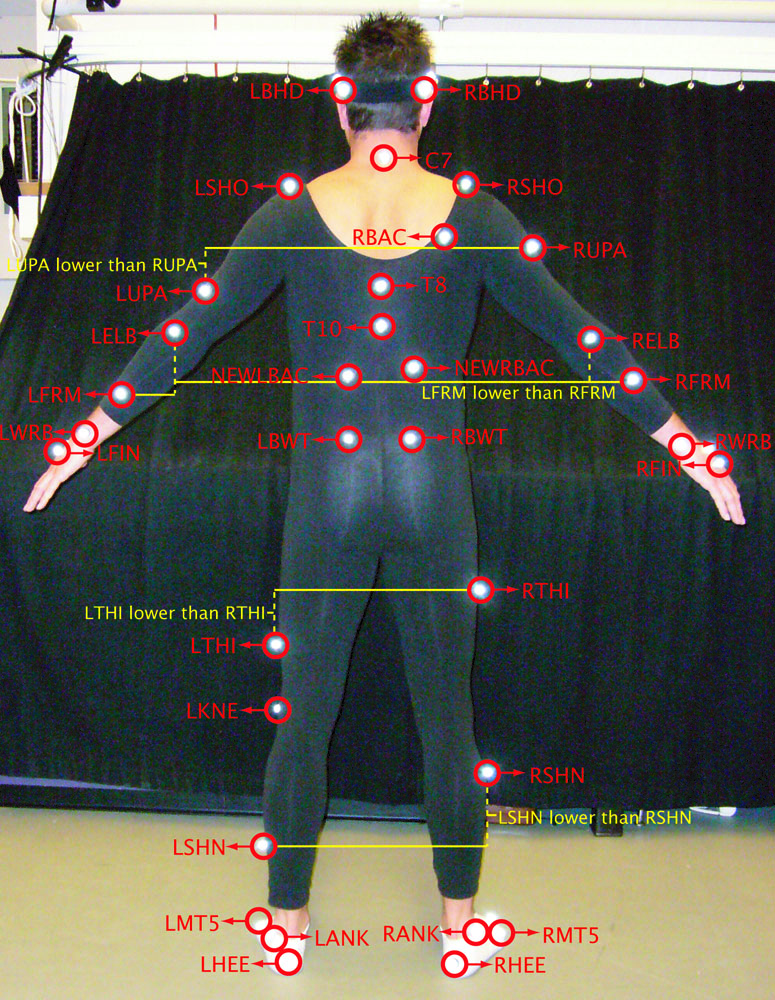 LBHD
RBHD
C7
LSHO
RSHO
RBAC
RUPA
LUPA lower than RUPA
LUPA
T8
T10
LELB
RELB
NEWLBAC
NEWRBAC
RFRM
LFRM
LFRM lower than RFRM
LWRB
LFIN
LBWT
RBWT
RWRB
RFIN
RTHI
LTHI lower than RTHI
LTHI
LKNE
RSHN
LSHN lower than RSHN
LSHN
LMT5
LANK
RANK
RMT5
LHEE
RHEE